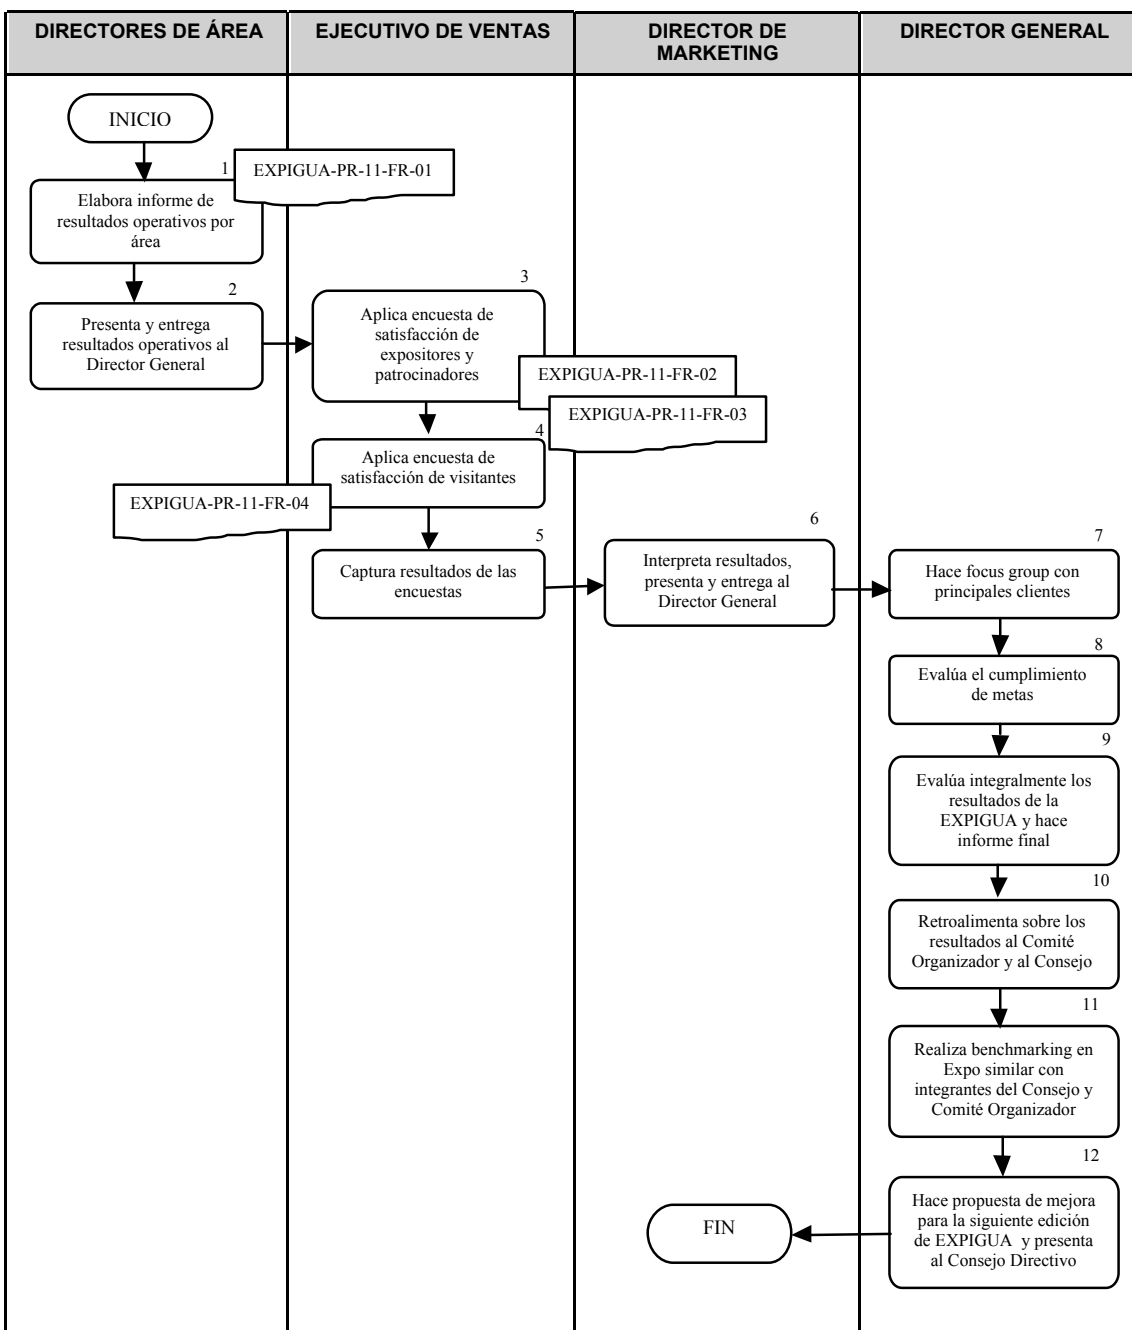 DIRECTORES DE ÁREA
EJECUTIVO DE VENTAS
DIRECTOR DE
MARKETING
DIRECTOR GENERAL
INICIO
1
EXPIGUA-PR-11-FR-01
Elabora informe de
resultados operativos por
área
2
Presenta y entrega
resultados operativos al
Director General
3
Aplica encuesta de
satisfacción de
expositores y
patrocinadores
EXPIGUA-PR-11-FR-02
EXPIGUA-PR-11-FR-03
4
Aplica encuesta de
satisfacción de visitantes
EXPIGUA-PR-11-FR-04
5
Captura resultados de las
encuestas
6
Interpreta resultados,
presenta y entrega al
Director General
7
Hace focus group con
principales clientes
8
Evalúa el cumplimiento
de metas
9
Evalúa integralmente los
resultados de la
EXPIGUA y hace
informe final
10
Retroalimenta sobre los
resultados al Comité
Organizador y al Consejo
11
Realiza benchmarking en
Expo similar con
integrantes del Consejo y
Comité Organizador
12
Hace propuesta de mejora
para la siguiente edición
de EXPIGUA y presenta
al Consejo Directivo
FIN